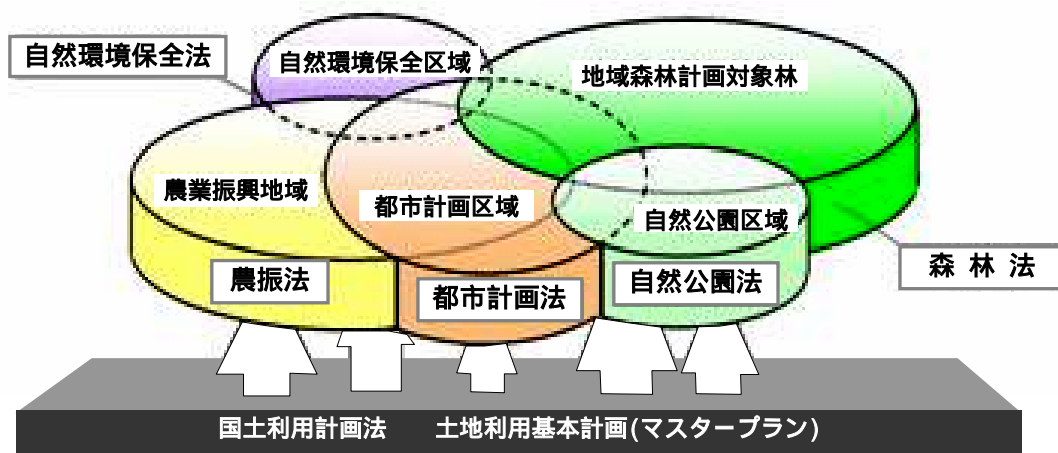 自然環境保全法
自然環境保全区域
地域森林計画対象林
農業振興地域
都市計画区域
自然公園区域
農振法
都市計画法
自然公園法
森 林 法
国土利用計画法　　土地利用基本計画(マスタープラン)